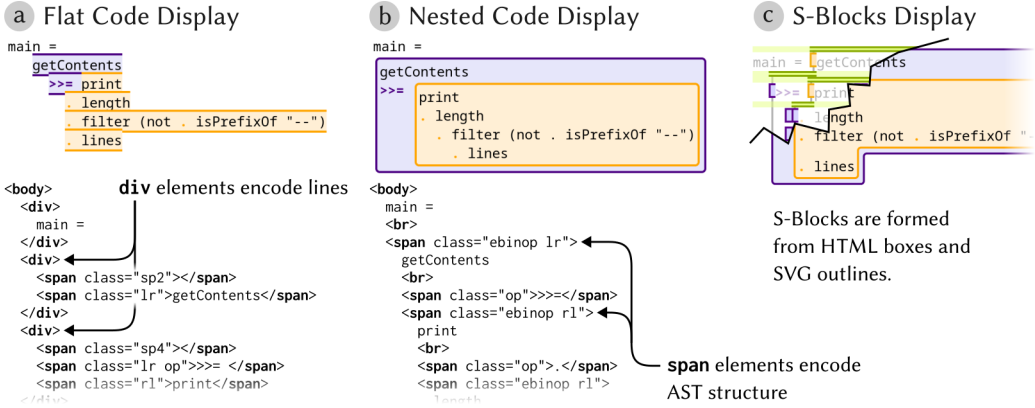 a Flat Code Display
main =
getContents
>>= print
. length
. filter (not . isPrefixOf "--")
. lines
div elements encode lines
<body>
<div>
main =
</div>
<div>
<span class="sp2"></span>
<span class="lr">getContents</span>
</div>
<div>
<span class="sp4"></span>
<span class="lr op">>>= </span>
<span class="rl">print</span>
</div>
b Nested Code Display
main =
getContents
>>=
print
. length
. filter (not . isPrefixOf "--")
. lines
<body>
main =
<br>
<span class="ebinop lr">
getContents
<br>
<span class="op">>>=</span>
<span class="ebinop rl">
print
<br>
<span class="op">.</span>
<span class="ebinop rl">
length
span elements encode
AST structure
c S-Blocks Display
main = getContents
>>= print
. length
. filter (not . isPrefixOf "-
. lines
S-Blocks are formed
from HTML boxes and
SVG outlines.